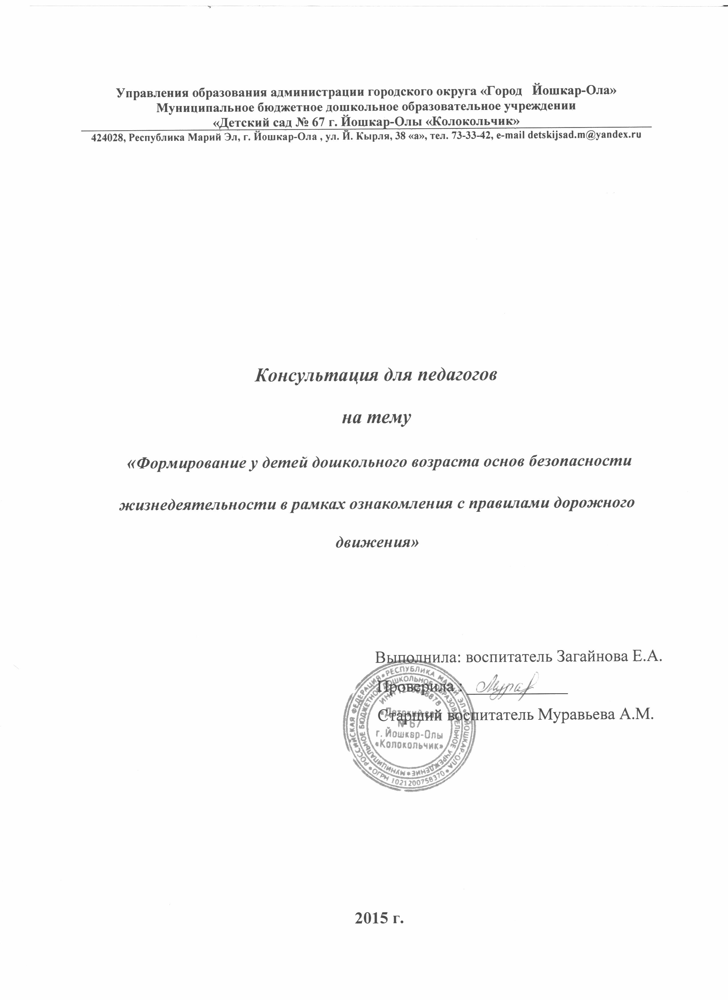 Управления образования администрации городского округа «Город Йошкар-Ола»
Муниципальное бюджетное дошкольное образовательное учреждении
«Детский сад № 67 г. Йошкар-Олы «Колокольчик»
424028, Республика Марий Эл, г. Йошкар-Ола , ул. Й. Кырля, 38 «а», тел. 73-33-42, e-mail detskijsad.m@yandex.ru
Консультация для педагогов
на тему
«Формирование у детей дошкольного возраста основ безопасности
жизнедеятельности в рамках ознакомления с правилами дорожного
движения»
Выполнила: воспитатель Загайнова Е.А.
Проверила :
Старший воспитатель Муравьева А.М.
РОССИЙСКАЯ ФЕДЕРАЦИЯ • РЕСПУБЛИКА МАРИЙ ЭЛ • ЙОШКАР-ОЛА •
ОГРН 1021200758370
МУНИЦИПАЛЬНОЕ БЮДЖЕТНОЕ ДОШКОЛЬНОЕ ОБРАЗОВАТЕЛЬНОЕ УЧРЕЖДЕНИЕ
ИНН
«Детский сад
№ 67
г. Йошкар-Олы
«Колокольчик»
2015 г.